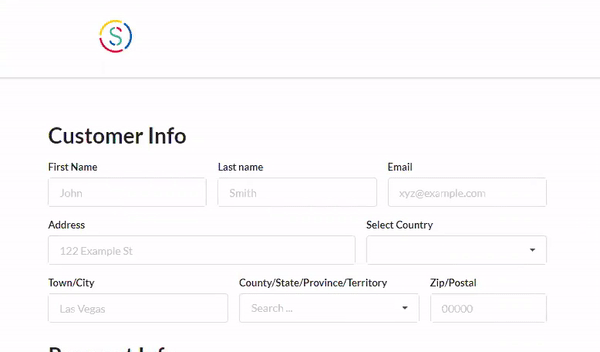 S
Customer Info
First Name Last name Email
John Smith xyz@example.com
Address Select Country
122 Example St
Town/City County/State/Province/Territory Zip/Postal
Las Vegas Search ... 00000